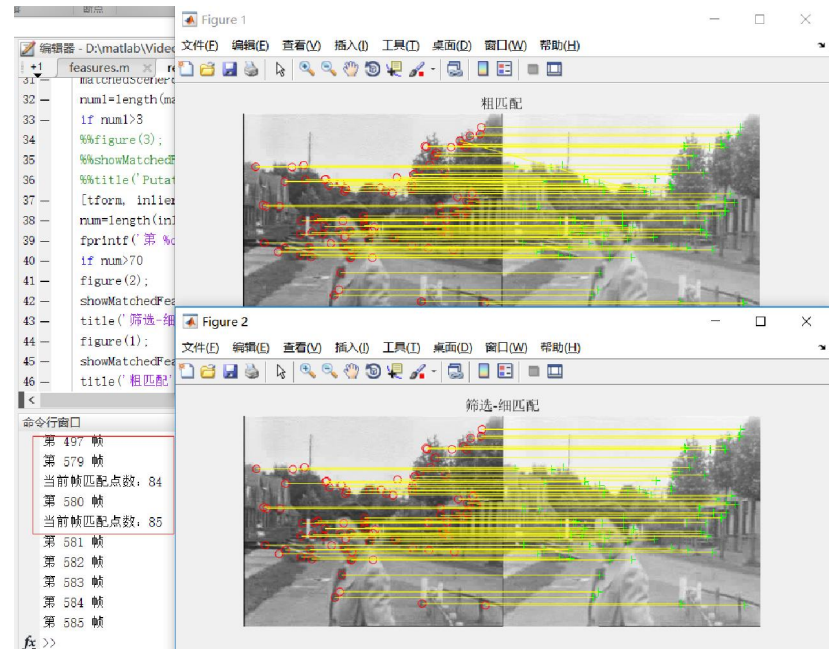 Figure 1
文件(F) 编辑(E) 查看(V) 插入(I) 工具(T) 桌面(D) 窗口(W) 帮助(H)
粗匹配
编辑器 - D:\matlab\Videc
+1 feasures.m × re
31 — matchedScenePo
32 — num1=length(ma
33 — if num1>3
34 %%figure(3);
35 %%showMatchedF
36 %%title('Putat
37 — [tform, inlier
38 — num=length(inl
39 — fprintf('第 %d
40 — if num>70
41 — figure(2);
42 — showMatchedFea
43 — title('筛选-细
44 — figure(1);
45 — showMatchedFea
46 — title('粗匹配'
Figure 2
文件(F) 编辑(E) 查看(V) 插入(I) 工具(T) 桌面(D) 窗口(W) 帮助(H)
筛选-细匹配
命令行窗口
第 497 帧
第 579 帧
当前帧匹配点数：84
第 580 帧
当前帧匹配点数：85
第 581 帧
第 582 帧
第 583 帧
第 584 帧
第 585 帧
fx >>